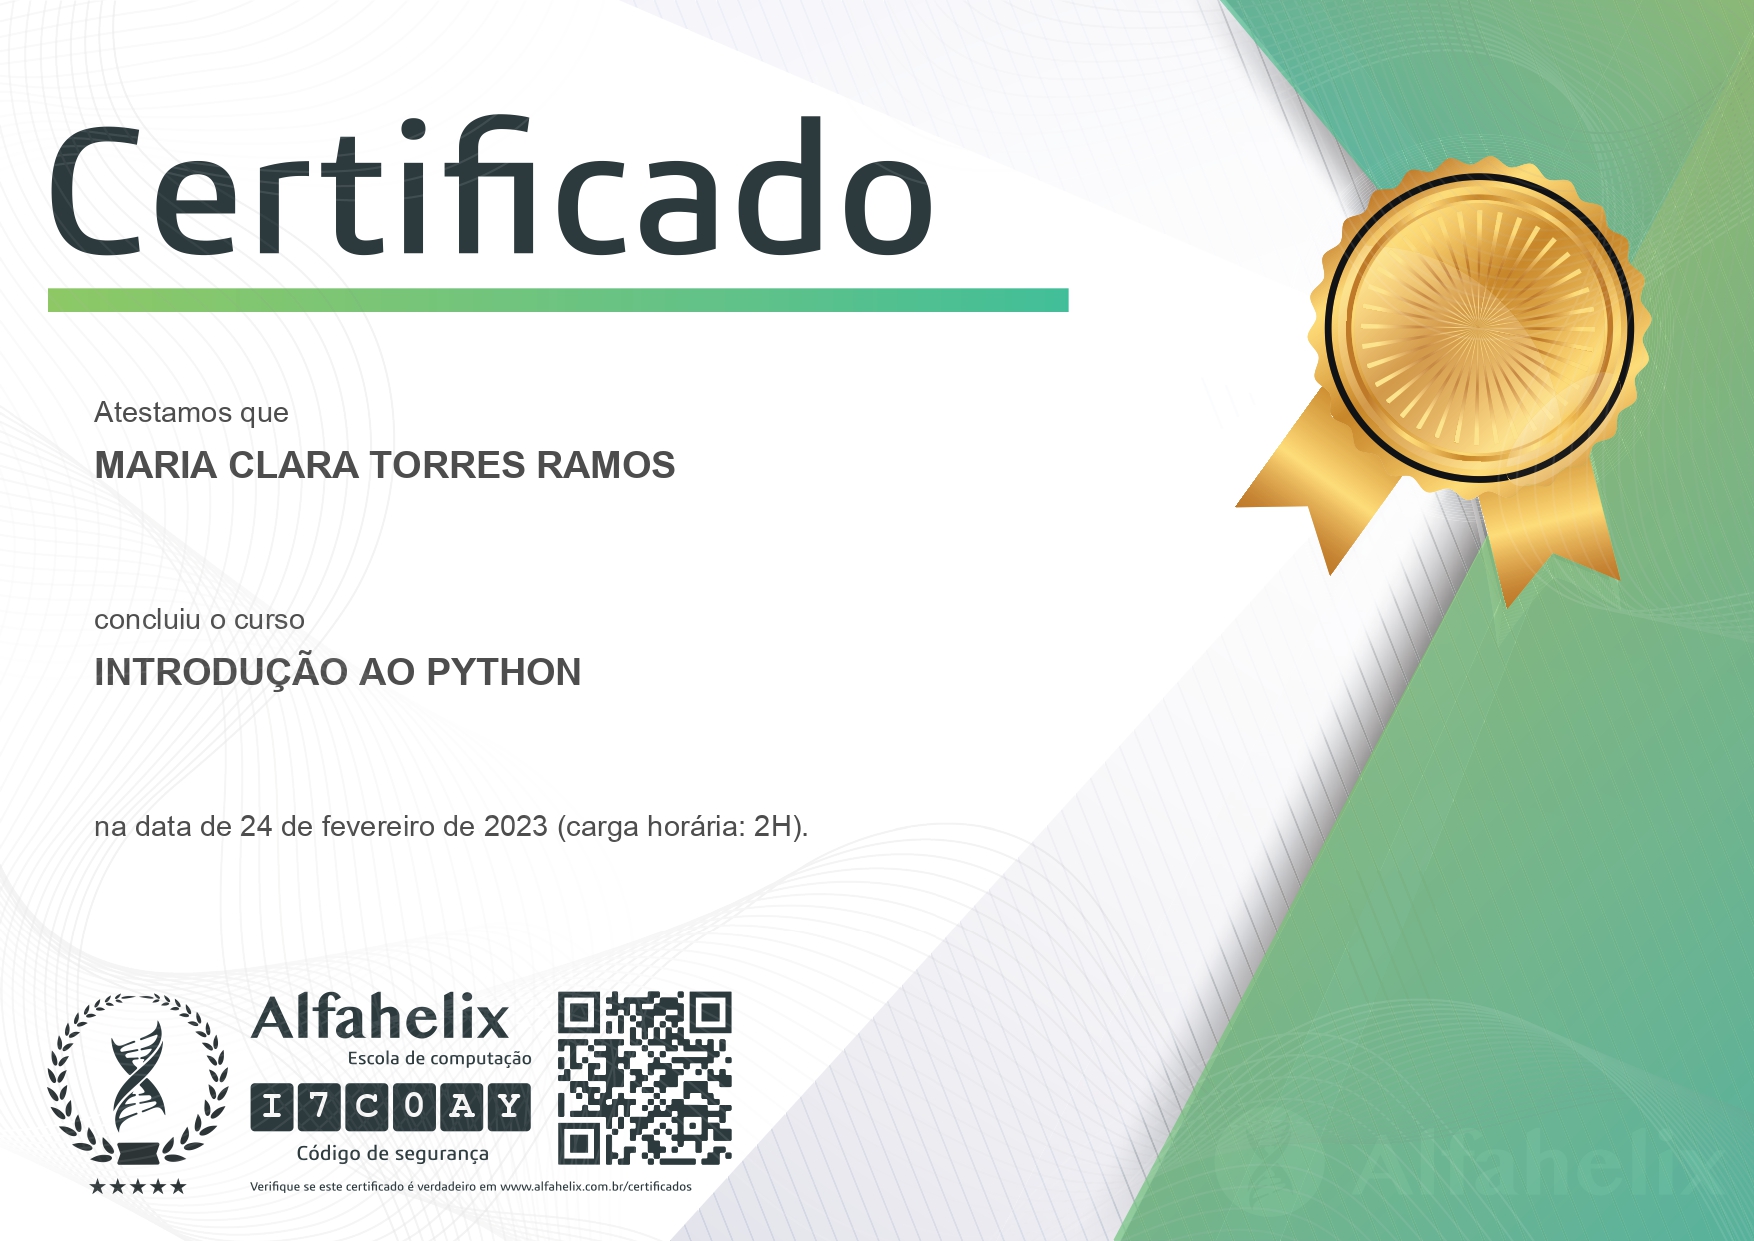 Certificado
Atestamos que
MARIA CLARA TORRES RAMOS
concluiu o curso
INTRODUÇÃO AO PYTHON
na data de 24 de fevereiro de 2023 (carga horária: 2H).
Alfahelix
Escola de computação
I7C0AY
Código de segurança
Verifique se este certificado é verdadeiro em www.alfahelix.com.br/certificados
Alfahelix